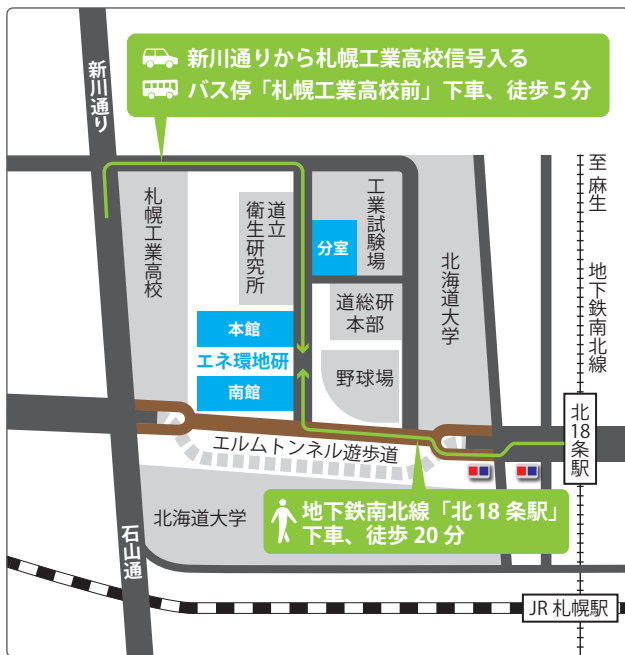 新川通りから札幌工業高校信号入る
バス停「札幌工業高校前」下車、徒歩5分
新川通り
至 麻生
地下鉄南北線
札幌工業高校
道立
衛生研究所
工業試験場
分室
北海道大学
道総研
本部
本館
エネ環地研
南館
野球場
北18条駅
エルムトンネル遊歩道
北海道大学
地下鉄南北線「北18条駅」
下車、徒歩20分
石山通
JR札幌駅